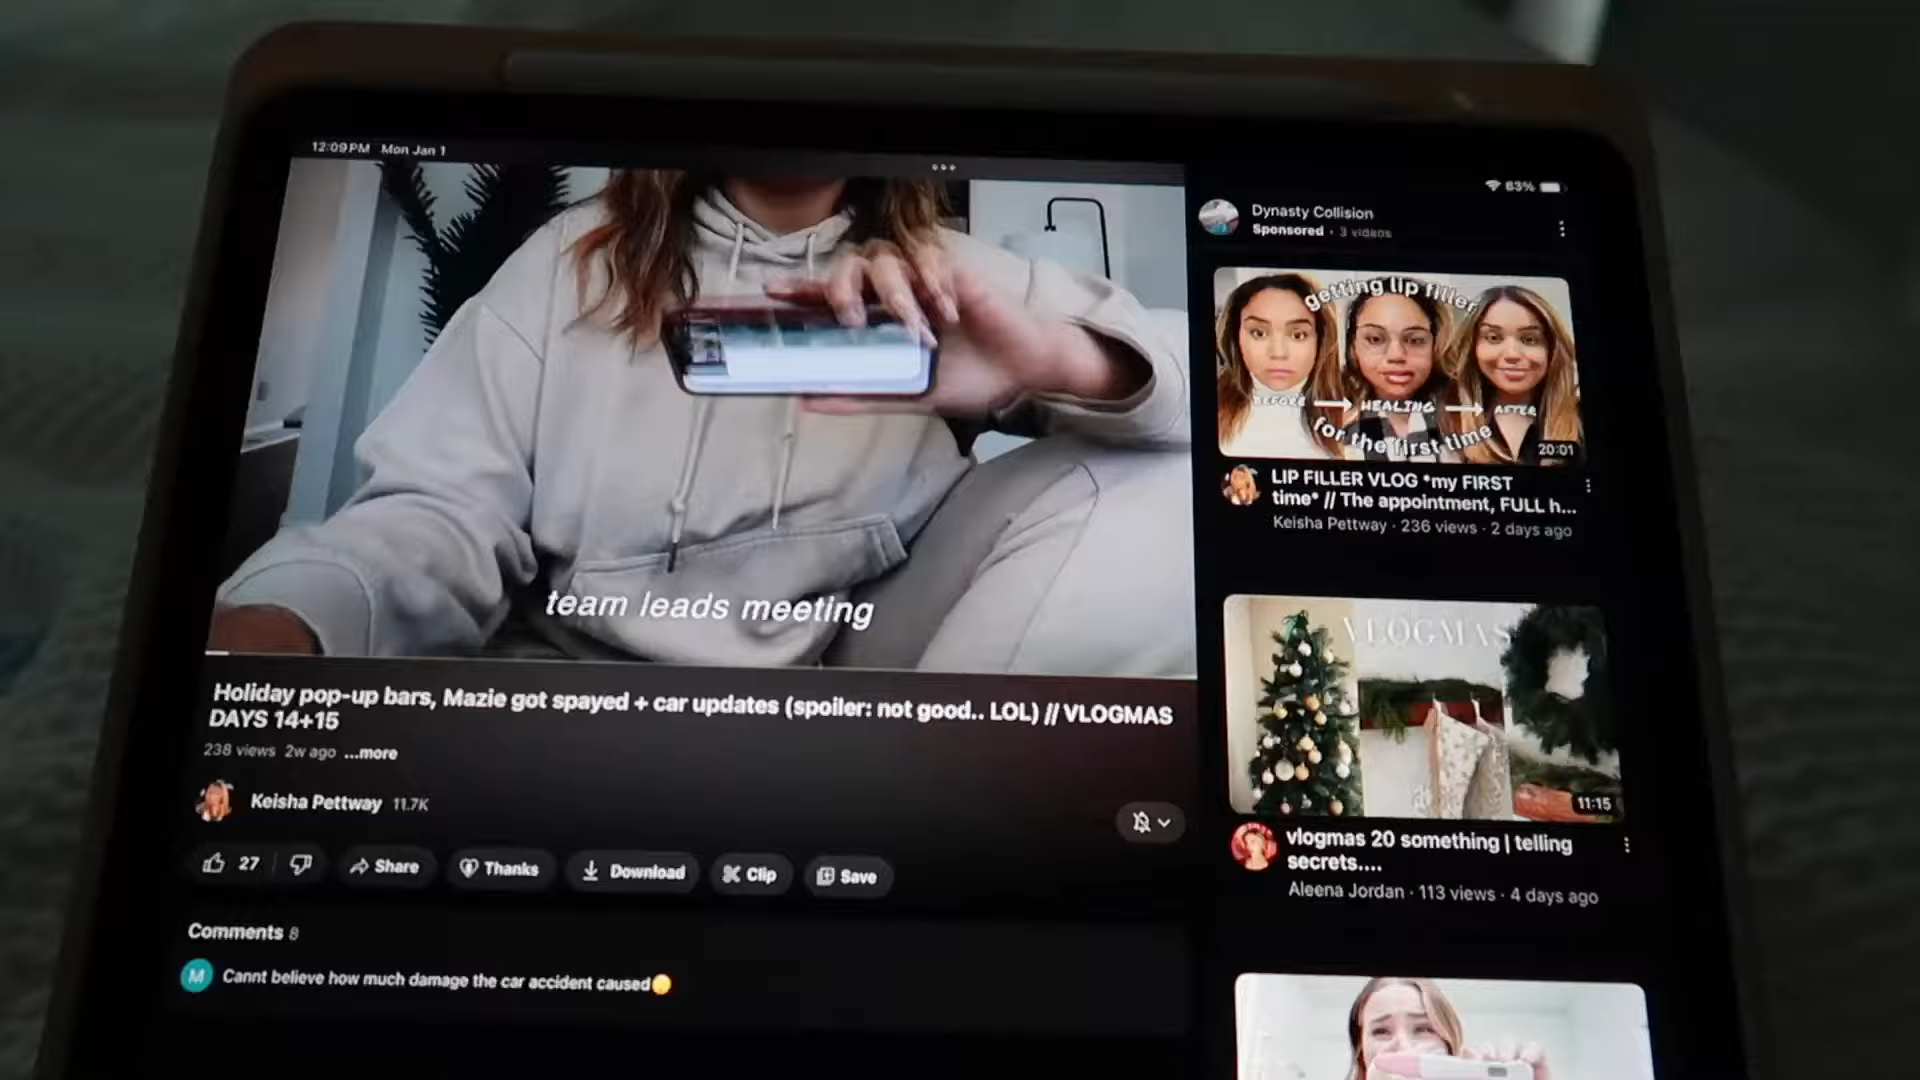 12:09 PM Mon Jan 1
63%
team leads meeting
Holiday pop-up bars, Mazie got spayed + car updates (spoiler: not good.. LOL) // VLOGMAS
DAYS 14+15
238 views 2w ago ...more
Keisha Pettway 11.7K
27
Share
Thanks
Download
Clip
Save
Comments 8
M
Cannt believe how much damage the car accident caused
Dynasty Collision
Sponsored · 3 videos
getting lip filler
BEFORE → HEALING → AFTER
for the first time
20:01
LIP FILLER VLOG *my FIRST
time* // The appointment, FULL h...
Keisha Pettway · 236 views · 2 days ago
VLOGMAS
11:15
vlogmas 20 something | telling
secrets....
Aleena Jordan · 113 views · 4 days ago